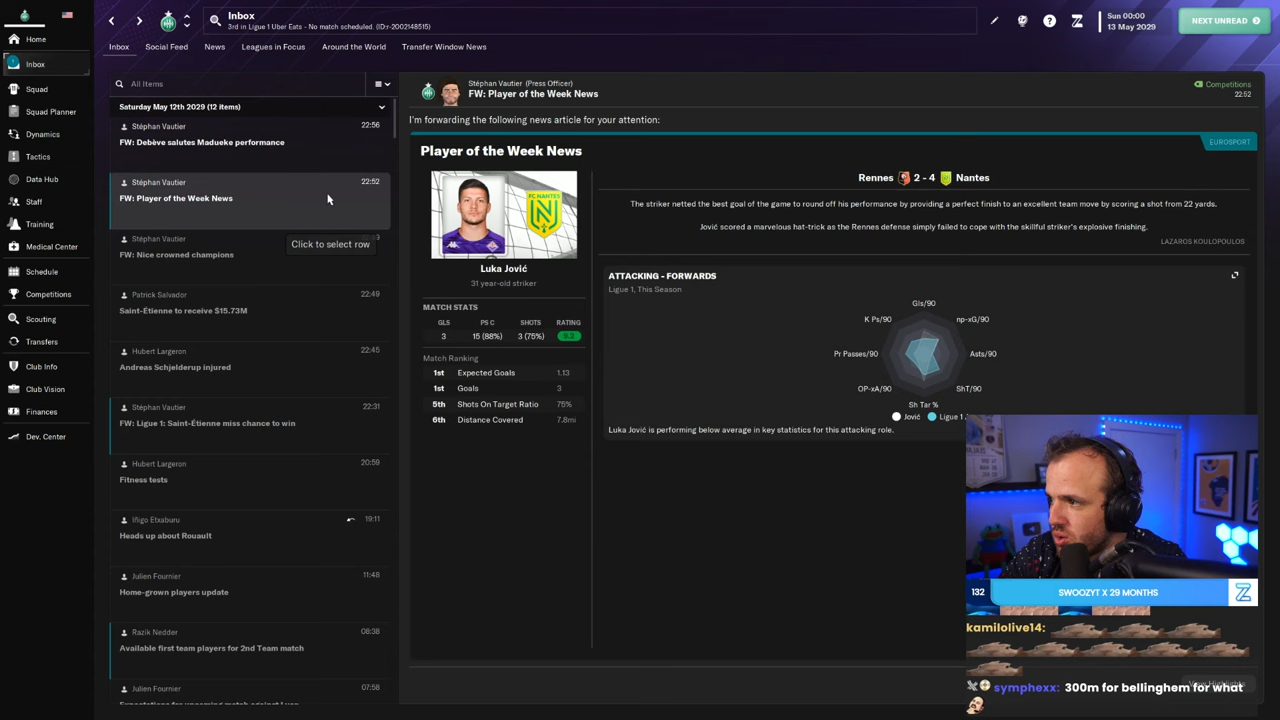 Inbox
3rd in Ligue 1 Uber Eats - No match scheduled. (ID:r-2002148515)
Sun 00:00
13 May 2029
NEXT UNREAD
Inbox
Social Feed
News
Leagues in Focus
Around the World
Transfer Window News
Home
Inbox
Squad
Squad Planner
Dynamics
Tactics
Data Hub
Staff
Training
Medical Center
Schedule
Competitions
Scouting
Transfers
Club Info
Club Vision
Finances
Dev. Center
All Items
Saturday May 12th 2029 (12 items)
Stéphan Vautier 22:56
FW: Debève salutes Madueke performance
Stéphan Vautier 22:52
FW: Player of the Week News
Click to select row
Stéphan Vautier
FW: Nice crowned champions
Patrick Salvador 22:49
Saint-Étienne to receive $15.73M
Hubert Largeron 22:45
Andreas Schjelderup injured
Stéphan Vautier 22:31
FW: Ligue 1: Saint-Étienne miss chance to win
Hubert Largeron 20:59
Fitness tests
Iñigo Etxaburu 19:11
Heads up about Rouault
Julien Fournier 11:48
Home-grown players update
Razik Nedder 08:38
Available first team players for 2nd Team match
Julien Fournier 07:58
Expectations for upcoming match against Lyon
Stéphan Vautier (Press Officer)
FW: Player of the Week News
Competitions
22:52
I'm forwarding the following news article for your attention:
EUROSPORT
Player of the Week News
FC NANTES
Luka Jović
31 year-old striker
MATCH STATS
GLS PS C SHOTS RATING
3 15 (88%) 3 (75%) 9.2
Match Ranking
1st Expected Goals 1.13
1st Goals 3
5th Shots On Target Ratio 75%
6th Distance Covered 7.8mi
Rennes 2 - 4 Nantes
The striker netted the best goal of the game to round off his performance by providing a perfect finish to an excellent team move by scoring a shot from 22 yards.
Jović scored a marvelous hat-trick as the Rennes defense simply failed to cope with the skillful striker's explosive finishing.
LAZAROS KOULOPOULOS
ATTACKING - FORWARDS
Ligue 1, This Season
Gls/90
K Ps/90
np-xG/90
Pr Passes/90
Asts/90
OP-xA/90
ShT/90
Sh Tar %
Jović
Ligue 1
Luka Jović is performing below average in key statistics for this attacking role.
132
SWOOZYT X 29 MONTHS
kamilolive14:
symphexx: 300m for bellinghem for what